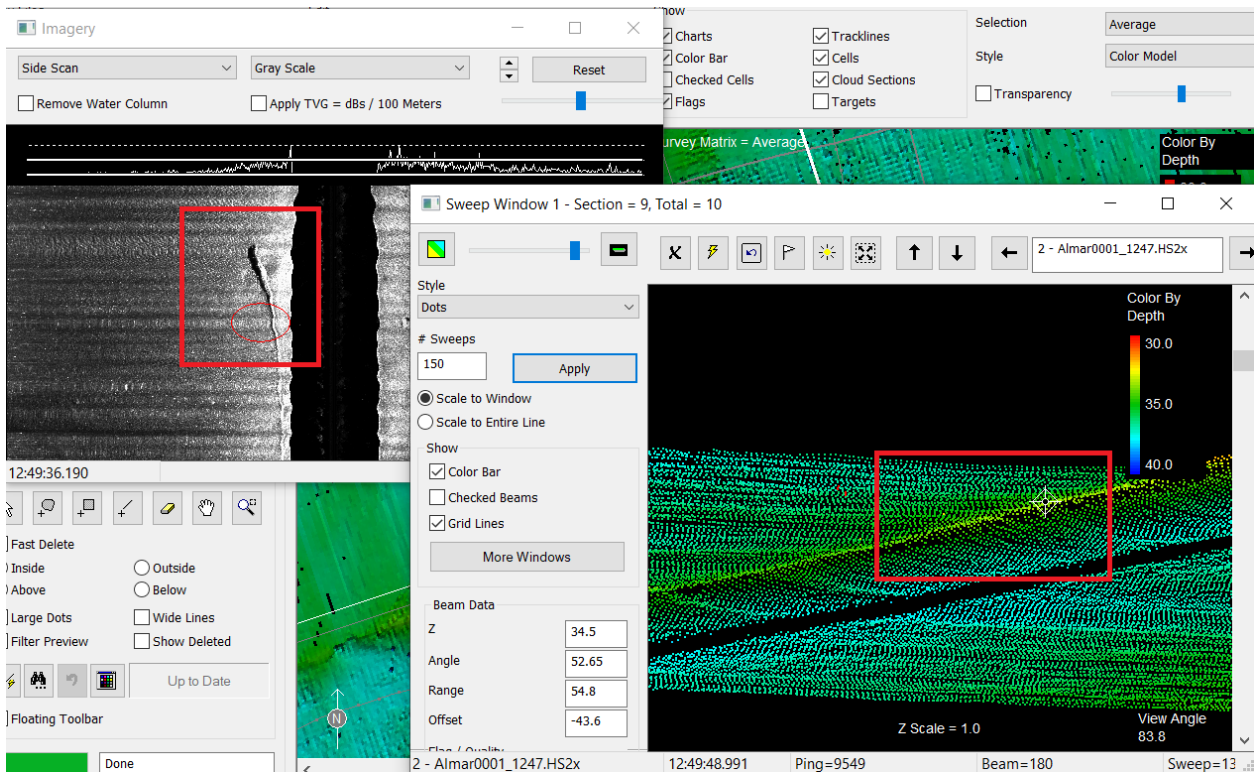 Imagery
Side Scan
Gray Scale
Reset
Remove Water Column
Apply TVG = dBs / 100 Meters
Show
Charts
Color Bar
Checked Cells
Flags
Tracklines
Cells
Cloud Sections
Targets
Selection
Average
Style
Color Model
Transparency
urvey Matrix = Average
Color By
Depth
Sweep Window 1 - Section = 9, Total = 10
2 - Almar0001_1247.HS2x
Style
Dots
# Sweeps
150
Apply
Scale to Window
Scale to Entire Line
Show
Color Bar
Checked Beams
Grid Lines
More Windows
Beam Data
Z
34.5
Angle
52.65
Range
54.8
Offset
-43.6
Color By
Depth
30.0
35.0
40.0
Z Scale = 1.0
View Angle
83.8
12:49:36.190
Fast Delete
Inside
Outside
Above
Below
Large Dots
Wide Lines
Filter Preview
Show Deleted
Up to Date
Floating Toolbar
N
Done
2 - Almar0001_1247.HS2x
12:49:48.991
Ping=9549
Beam=180
Sweep=13